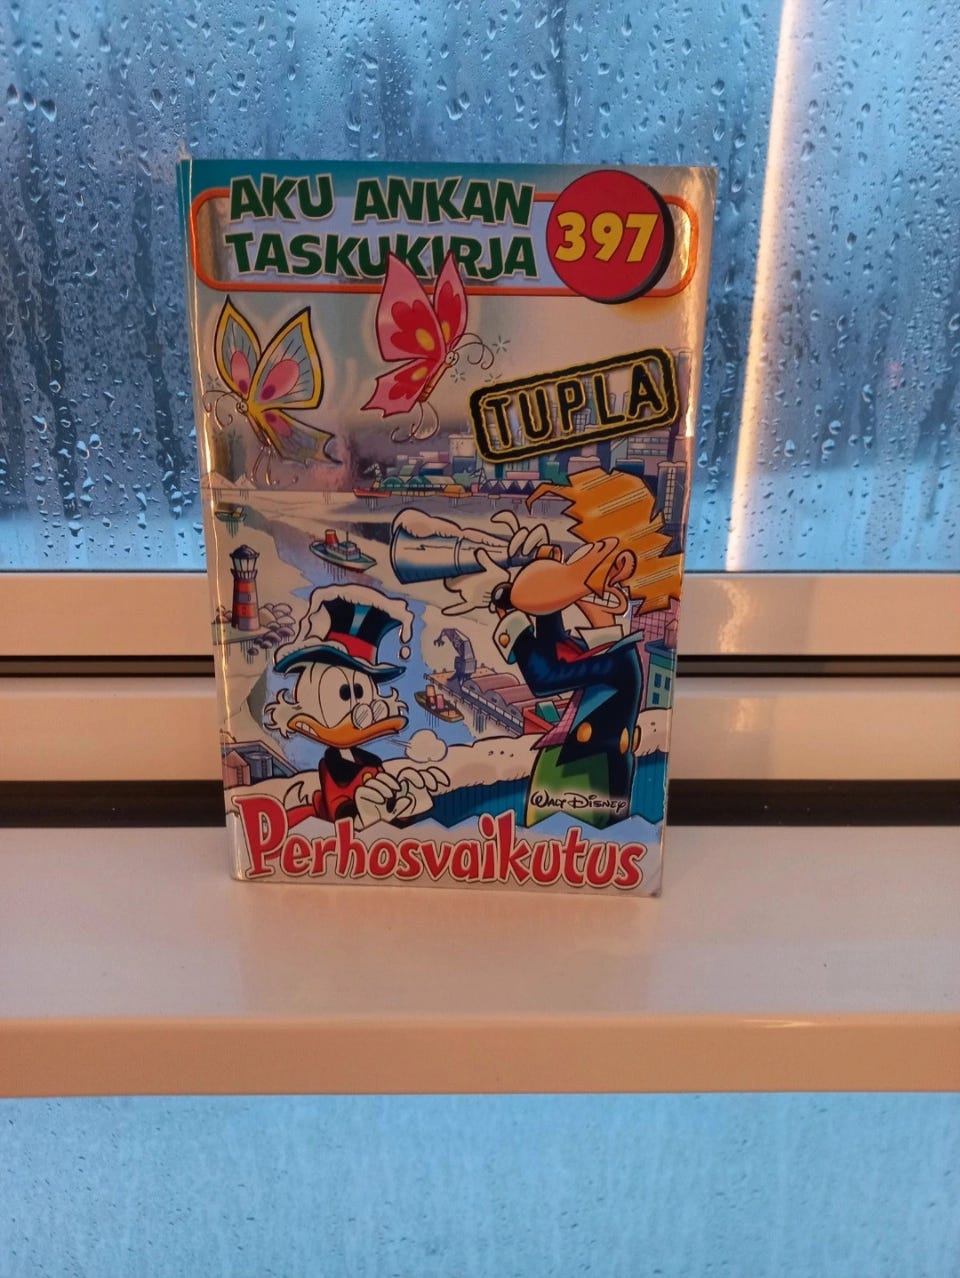 AKU ANKAN
TASKUKIRJA
397
TUPLA
WALT DISNEY
Perhosvaikutus